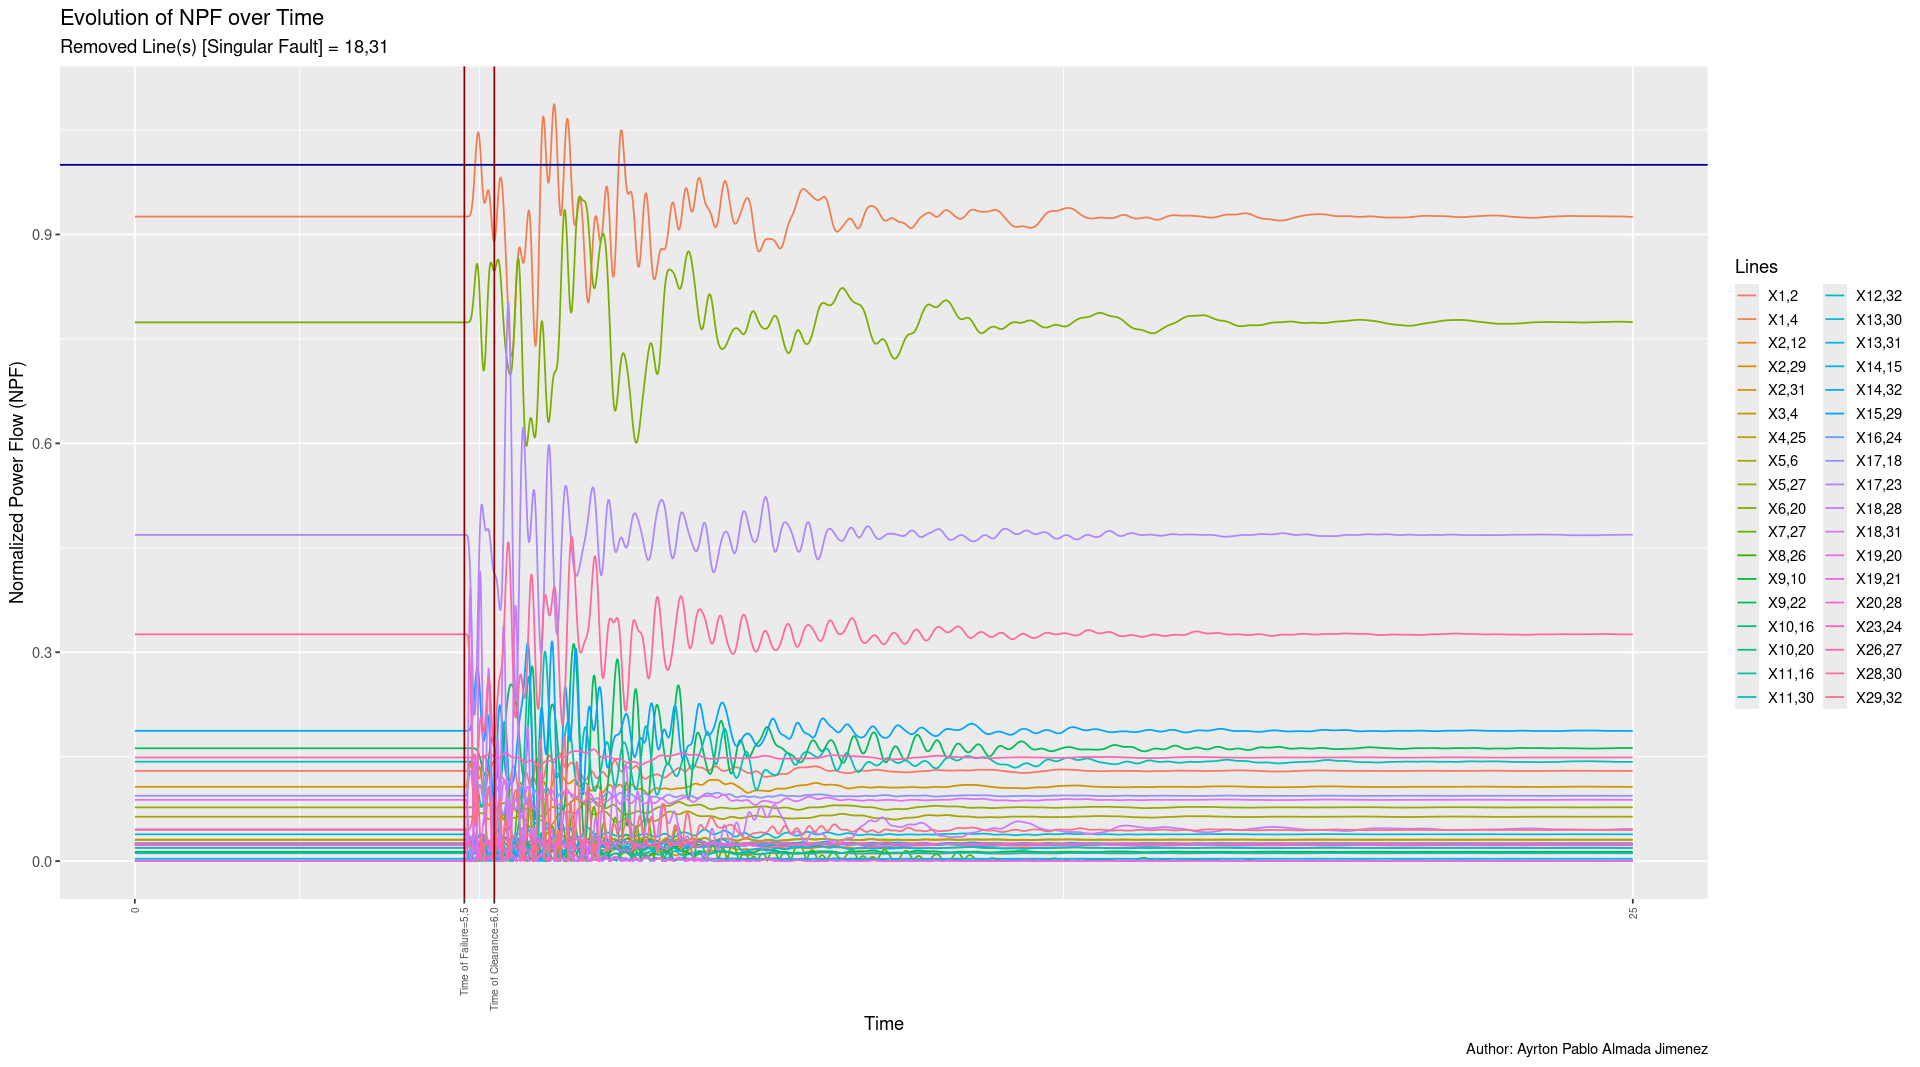 Evolution of NPF over Time
Removed Line(s) [Singular Fault] = 18,31
Normalized Power Flow (NPF)
0.9
0.6
0.3
0.0
0
Time of Failure=5.5
Time of Clearance=6.0
25
Time
Lines
X1,2
X1,4
X2,12
X2,29
X2,31
X3,4
X4,25
X5,6
X5,27
X6,20
X7,27
X8,26
X9,10
X9,22
X10,16
X10,20
X11,16
X11,30
X12,32
X13,30
X13,31
X14,15
X14,32
X15,29
X16,24
X17,18
X17,23
X18,28
X18,31
X19,20
X19,21
X20,28
X23,24
X26,27
X28,30
X29,32
Author: Ayrton Pablo Almada Jimenez